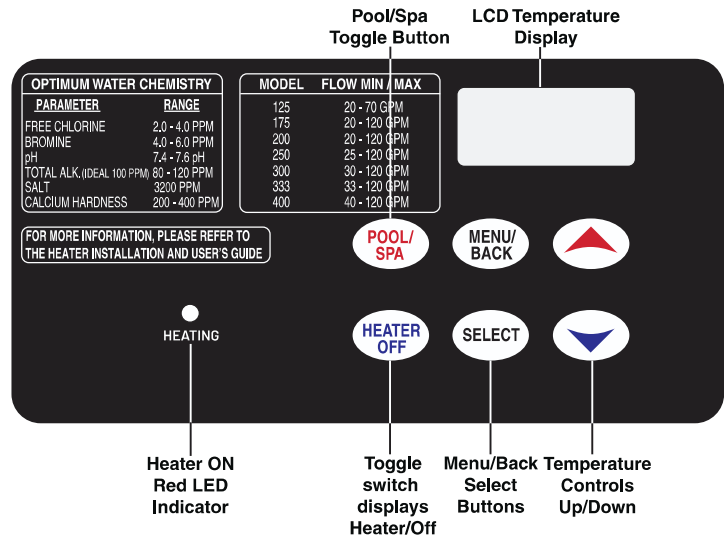 Pool/Spa
Toggle Button
LCD Temperature
Display
OPTIMUM WATER CHEMISTRY
PARAMETER RANGE
FREE CHLORINE 2.0 - 4.0 PPM
BROMINE 4.0 - 6.0 PPM
pH 7.4 - 7.6 pH
TOTAL ALK.(IDEAL 100 PPM) 80 - 120 PPM
SALT 3200 PPM
CALCIUM HARDNESS 200 - 400 PPM
MODEL FLOW MIN / MAX
125 20 - 70 GPM
175 20 - 120 GPM
200 20 - 120 GPM
250 25 - 120 GPM
300 30 - 120 GPM
333 33 - 120 GPM
400 40 - 120 GPM
FOR MORE INFORMATION, PLEASE REFER TO
THE HEATER INSTALLATION AND USER'S GUIDE
POOL/
SPA
MENU/
BACK
HEATING
HEATER
OFF
SELECT
Heater ON
Red LED
Indicator
Toggle
switch
displays
Heater/Off
Menu/Back
Select
Buttons
Temperature
Controls
Up/Down